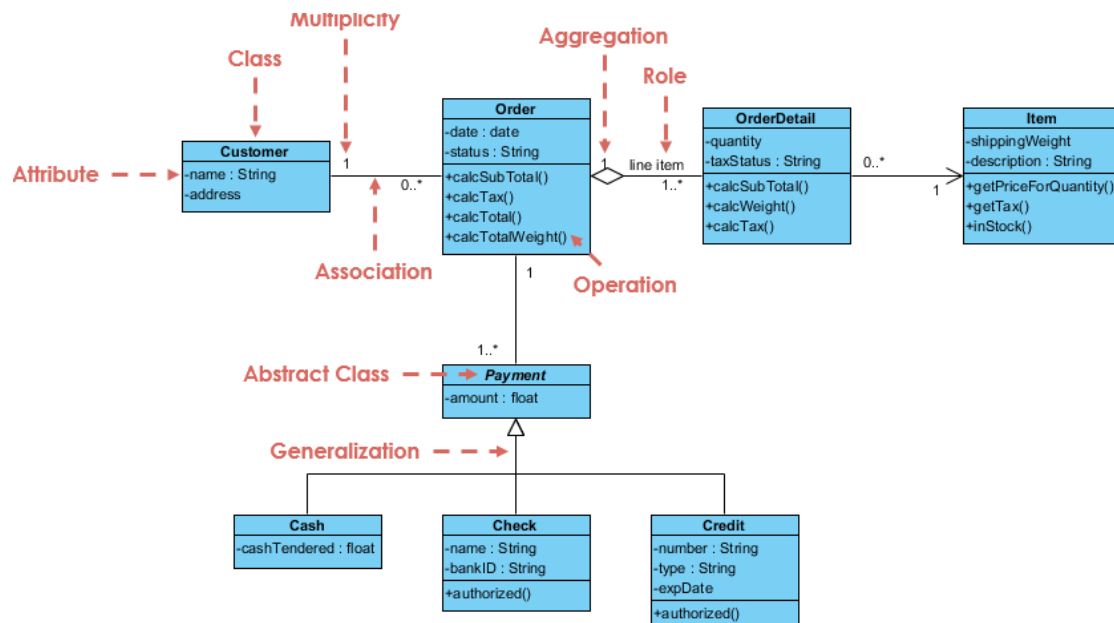 Multiplicity
Aggregation
Class
Role
Order
-date : date
-status : String
+calcSubTotal()
+calcTax()
+calcTotal()
+calcTotalWeight()
OrderDetail
-quantity
-taxStatus : String
+calcSubTotal()
+calcWeight()
+calcTax()
Item
-shippingWeight
-description : String
+getPriceForQuantity()
+getTax()
+inStock()
Customer
-name : String
-address
Attribute
1
0..*
1
line item
1..*
0..*
1
Association
Operation
1
1..*
Abstract Class
Payment
-amount : float
Generalization
Cash
-cashTendered : float
Check
-name : String
-bankID : String
+authorized()
Credit
-number : String
-type : String
-expDate
+authorized()